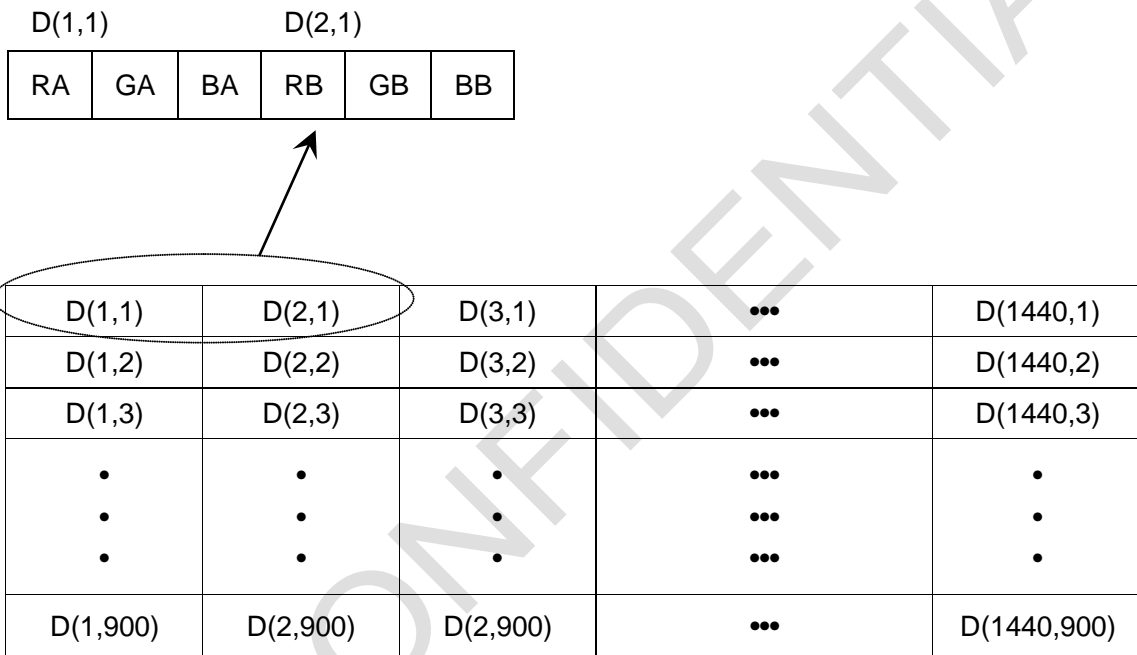 D(1,1) D(2,1)
RA GA BA RB GB BB
D(1,1) D(2,1) D(3,1) ••• D(1440,1)
D(1,2) D(2,2) D(3,2) ••• D(1440,2)
D(1,3) D(2,3) D(3,3) ••• D(1440,3)
• • • ••• •
• • • ••• •
• • • ••• •
D(1,900) D(2,900) D(2,900) ••• D(1440,900)
ONFIDENTIA